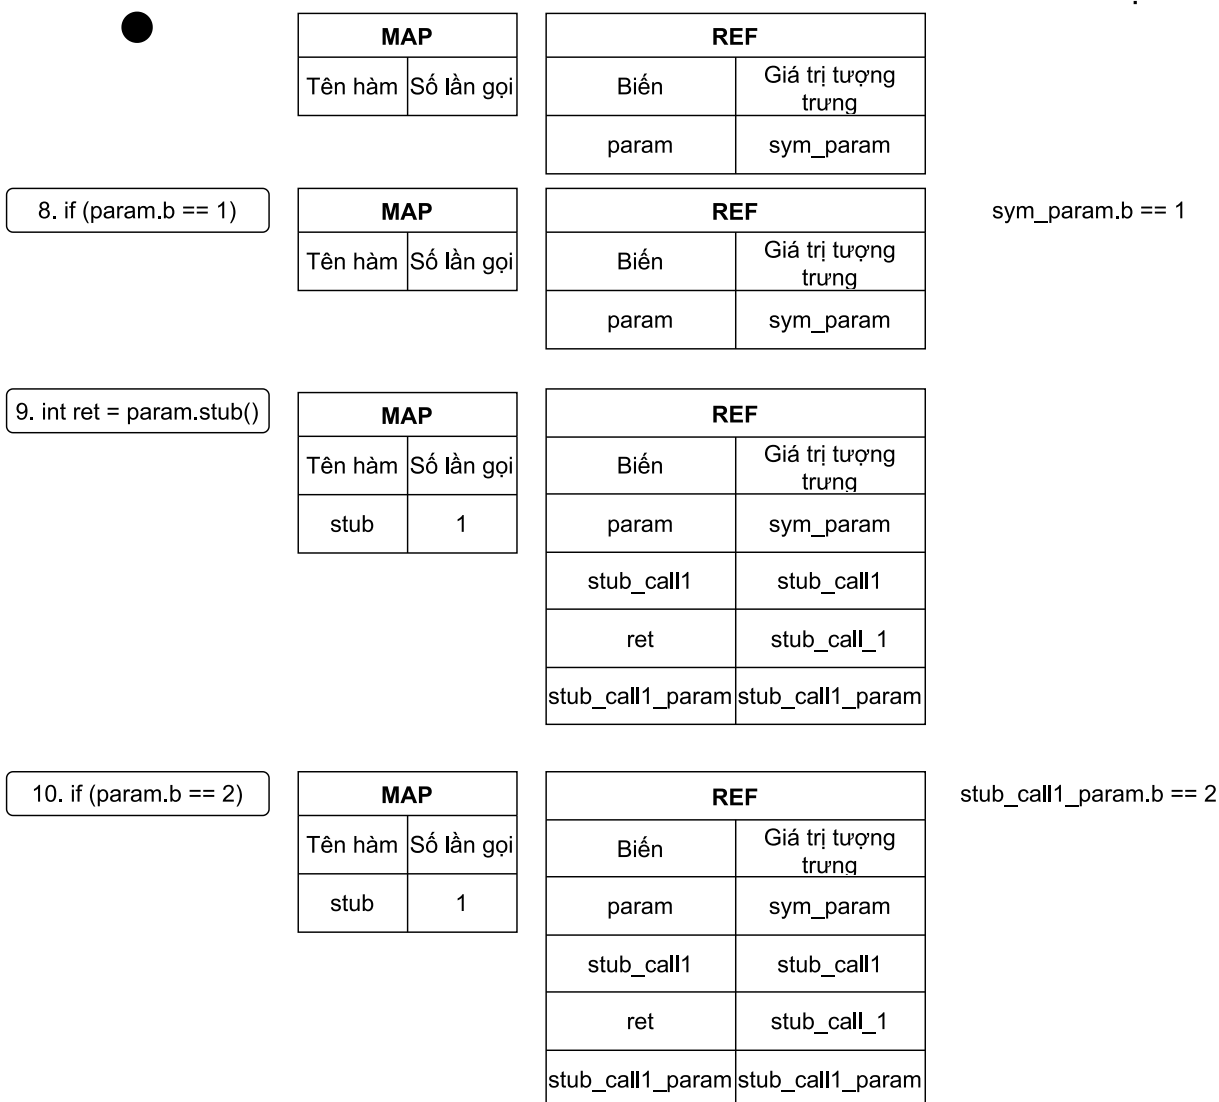 MAP
REF
Tên hàm Số lần gọi
Biến Giá trị tượng
trưng
param sym_param
8. if (param.b == 1)
MAP
REF
sym_param.b == 1
Tên hàm Số lần gọi
Biến Giá trị tượng
trưng
param sym_param
9. int ret = param.stub()
MAP
REF
Tên hàm Số lần gọi
Biến Giá trị tượng
trưng
stub 1
param sym_param
stub_call1 stub_call1
ret stub_call_1
stub_call1_param stub_call1_param
10. if (param.b == 2)
MAP
REF
stub_call1_param.b == 2
Tên hàm Số lần gọi
Biến Giá trị tượng
trưng
stub 1
param sym_param
stub_call1 stub_call1
ret stub_call_1
stub_call1_param stub_call1_param